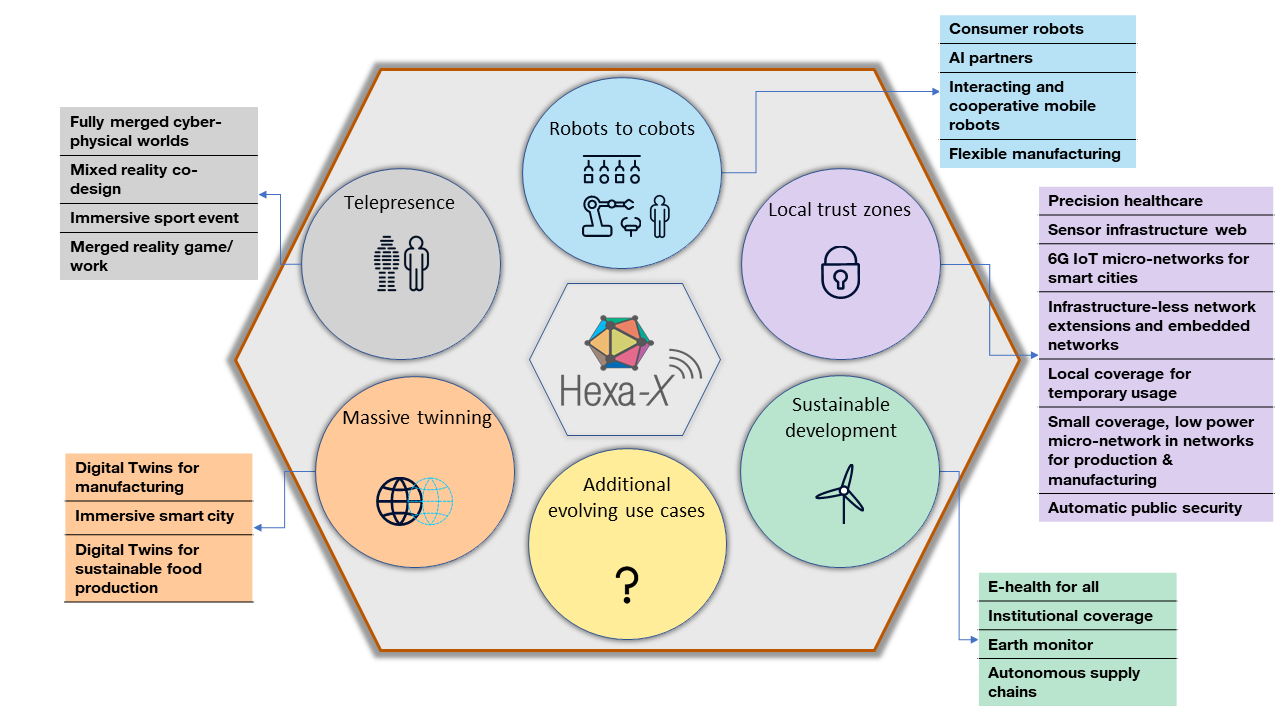 Consumer robots
AI partners
Interacting and
cooperative mobile
robots
Flexible manufacturing
Robots to cobots
Fully merged cyber-
physical worlds
Mixed reality co-
design
Immersive sport event
Merged reality game/
work
Telepresence
Local trust zones
Precision healthcare
Sensor infrastructure web
6G IoT micro-networks for
smart cities
Infrastructure-less network
extensions and embedded
networks
Local coverage for
temporary usage
Small coverage, low power
micro-network in networks
for production &
manufacturing
Automatic public security
Hexa-X
Massive twinning
Digital Twins for
manufacturing
Immersive smart city
Digital Twins for
sustainable food
production
Additional
evolving use cases
?
Sustainable
development
E-health for all
Institutional coverage
Earth monitor
Autonomous supply
chains